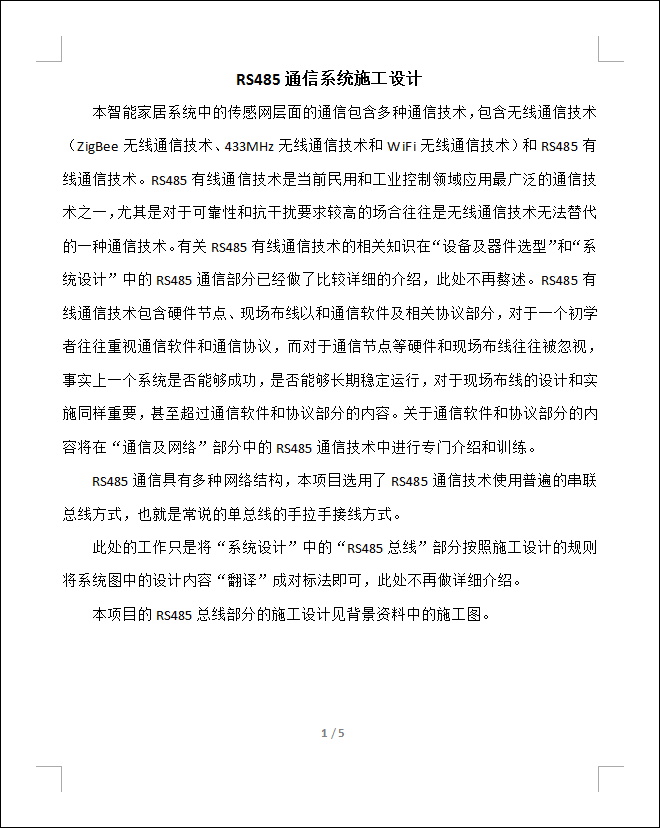 RS485 通信系统施工设计
本智能家居系统中的传感网层面的通信包含多种通信技术，包含无线通信技术
（ZigBee 无线通信技术、433MHz 无线通信技术和 WiFi 无线通信技术）和 RS485 有
线通信技术。RS485 有线通信技术是当前民用和工业控制领域应用最广泛的通信技
术之一，尤其是对于可靠性和抗干扰要求较高的场合往往是无线通信技术无法替代
的一种通信技术。有关 RS485 有线通信技术的相关知识在“设备及器件选型”和“系
统设计”中的 RS485 通信部分已经做了比较详细的介绍，此处不再赘述。RS485 有
线通信技术包含硬件节点、现场布线以和通信软件及相关协议部分，对于一个初学
者往往重视通信软件和通信协议，而对于通信节点等硬件和现场布线往往被忽视，
事实上一个系统是否能够成功，是否能够长期稳定运行，对于现场布线的设计和实
施同样重要，甚至超过通信软件和协议部分的内容。关于通信软件和协议部分的内
容将在“通信及网络”部分中的 RS485 通信技术中进行专门介绍和训练。
RS485 通信具有多种网络结构，本项目选用了 RS485 通信技术使用普遍的串联
总线方式，也就是常说的单总线的手拉手接线方式。
此处的工作只是将“系统设计”中的“RS485 总线”部分按照施工设计的规则
将系统图中的设计内容“翻译”成对标法即可，此处不再做详细介绍。
本项目的 RS485 总线部分的施工设计见背景资料中的施工图。
1 / 5